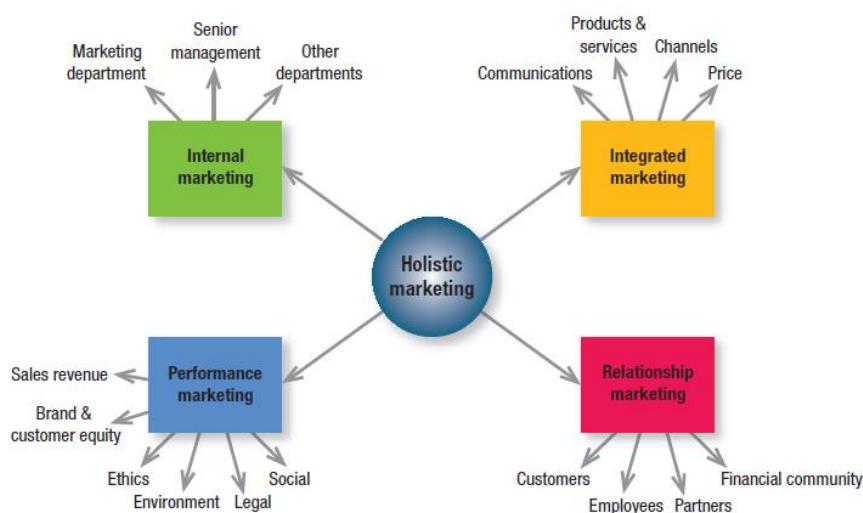 Marketing
department
Senior
management
Other
departments
Internal
marketing
Communications
Products &
services
Channels
Price
Integrated
marketing
Holistic
marketing
Performance
marketing
Sales revenue
Brand &
customer equity
Ethics
Environment
Legal
Social
Relationship
marketing
Customers
Employees
Partners
Financial community